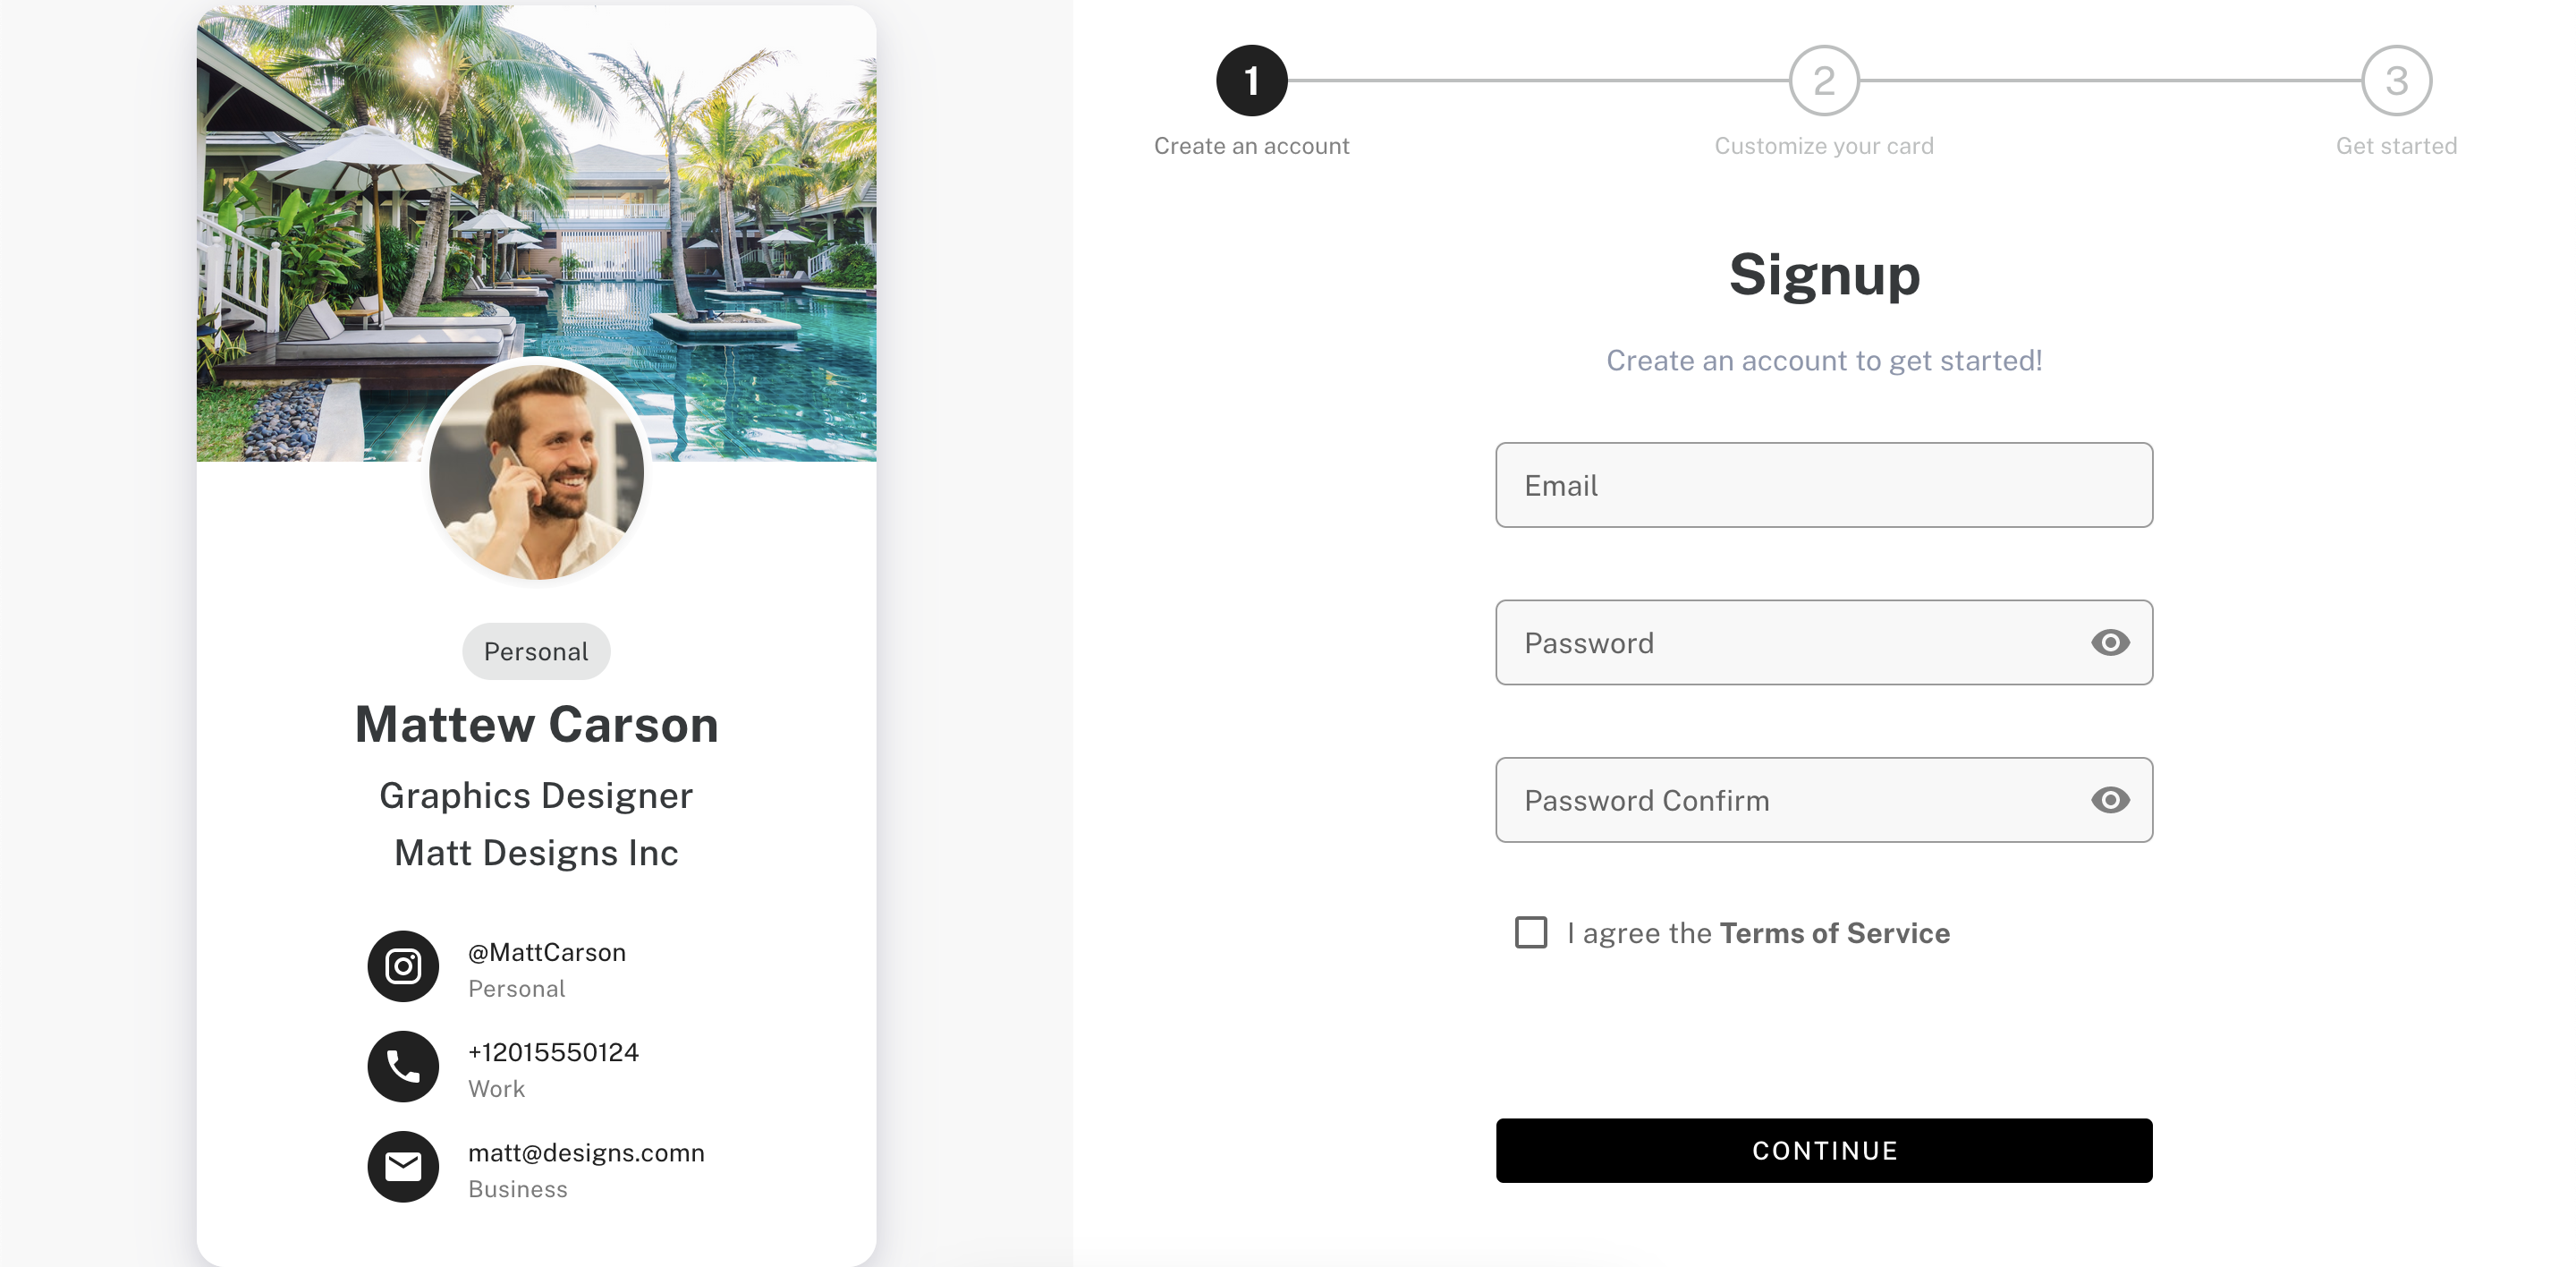 Personal
Mattew Carson
Graphics Designer
Matt Designs Inc
@MattCarson
Personal
+12015550124
Work
matt@designs.comn
Business
1
2
3
Create an account
Customize your card
Get started
Signup
Create an account to get started!
Email
Password
Password Confirm
I agree the Terms of Service
CONTINUE